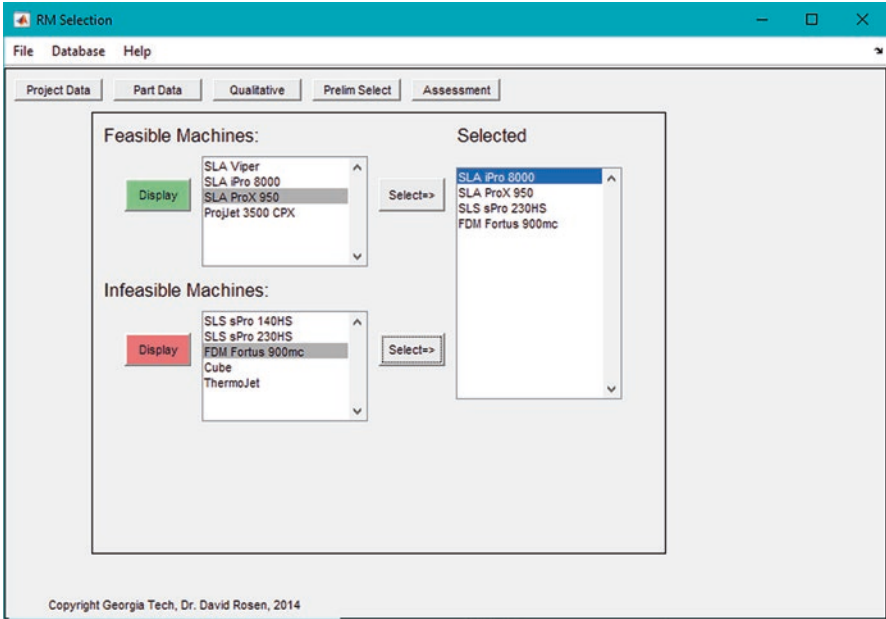 RM Selection
File Database Help
Project Data Part Data Qualitative Prelim Select Assessment
Feasible Machines:
Display
SLA Viper
SLA iPro 8000
SLA ProX 950
ProjJet 3500 CPX
Select=>
Selected
SLA iPro 8000
SLA ProX 950
SLS sPro 230HS
FDM Fortus 900mc
Infeasible Machines:
Display
SLS sPro 140HS
SLS sPro 230HS
FDM Fortus 900mc
Cube
ThermoJet
Select=>
Copyright Georgia Tech, Dr. David Rosen, 2014